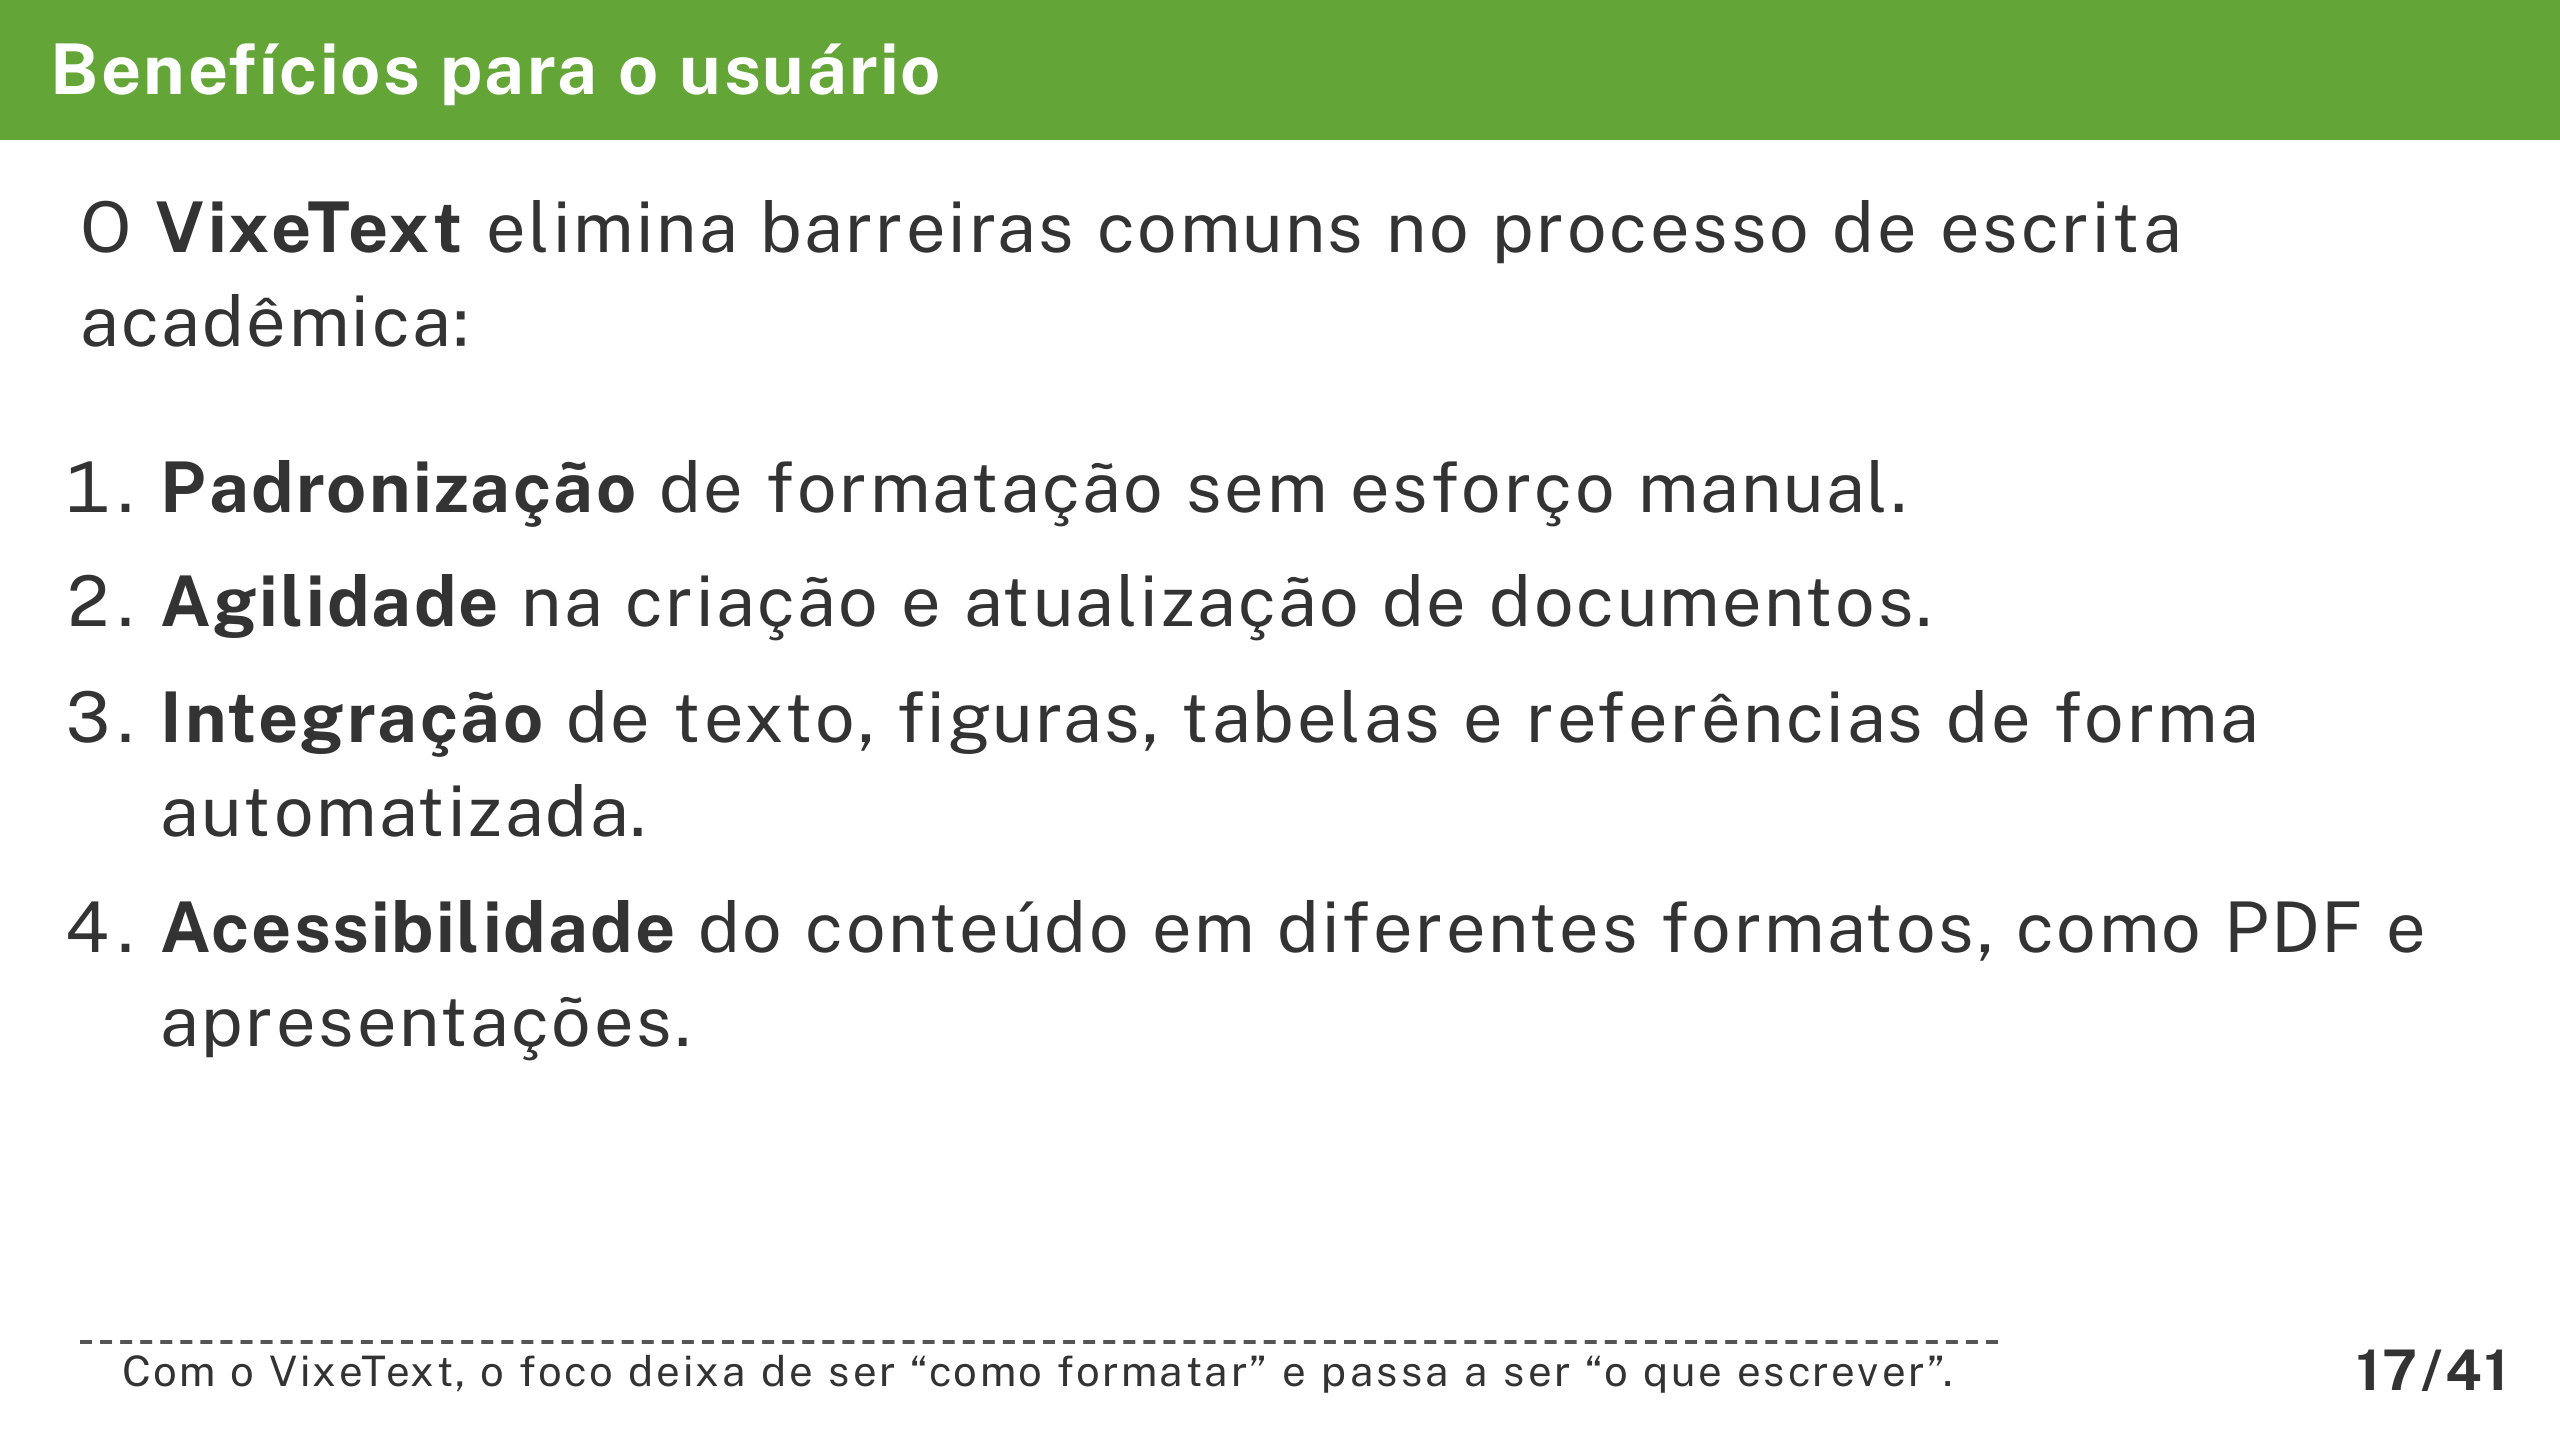 Benefícios para o usuário
O VixeText elimina barreiras comuns no processo de escrita
acadêmica:
1. Padronização de formatação sem esforço manual.
2. Agilidade na criação e atualização de documentos.
3. Integração de texto, figuras, tabelas e referências de forma
automatizada.
4. Acessibilidade do conteúdo em diferentes formatos, como PDF e
apresentações.
Com o VixeText, o foco deixa de ser “como formatar” e passa a ser “o que escrever”.
17/41